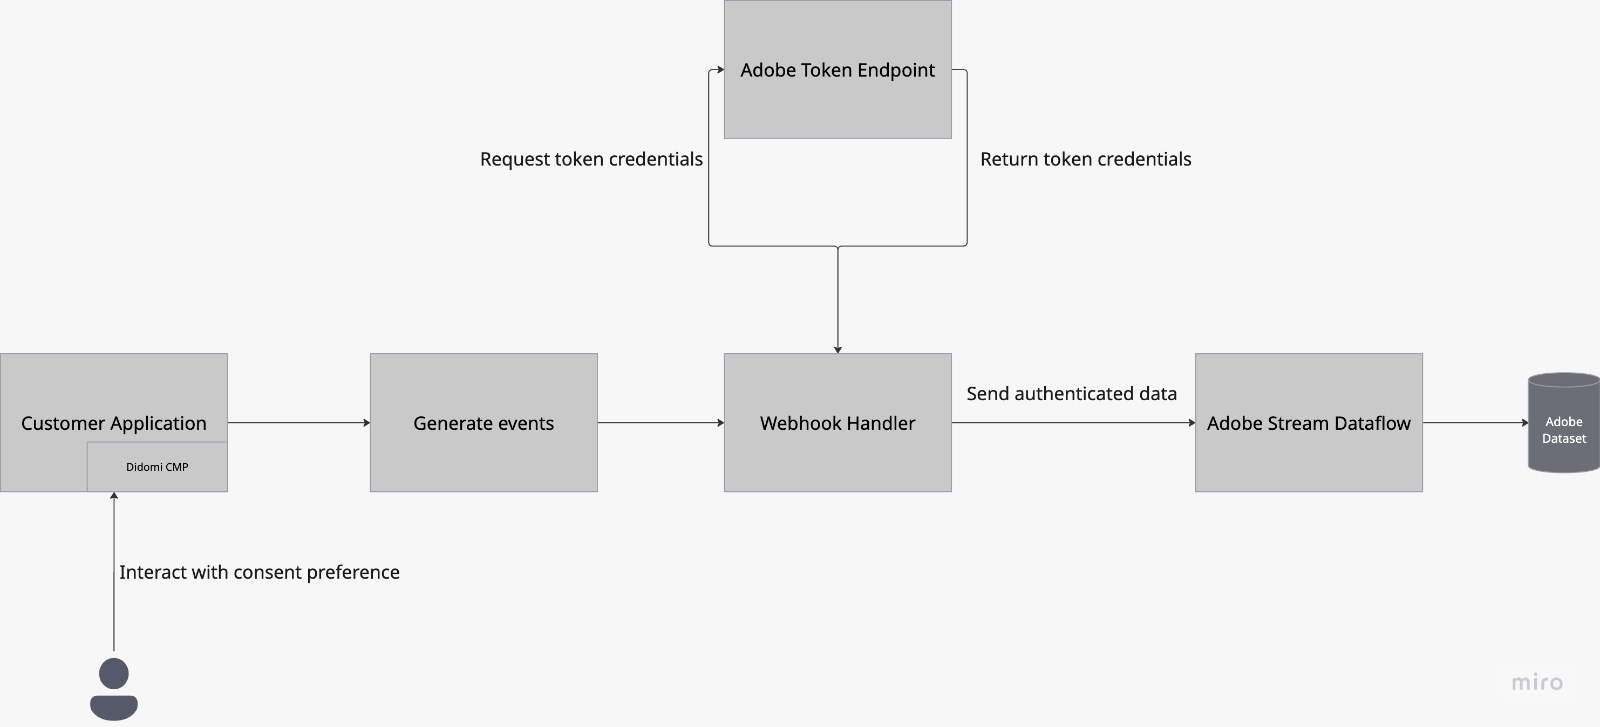 Adobe Token Endpoint
Request token credentials
Return token credentials
Send authenticated data
Customer Application
Didomi CMP
Generate events
Webhook Handler
Adobe Stream Dataflow
Adobe
Dataset
Interact with consent preference
miro